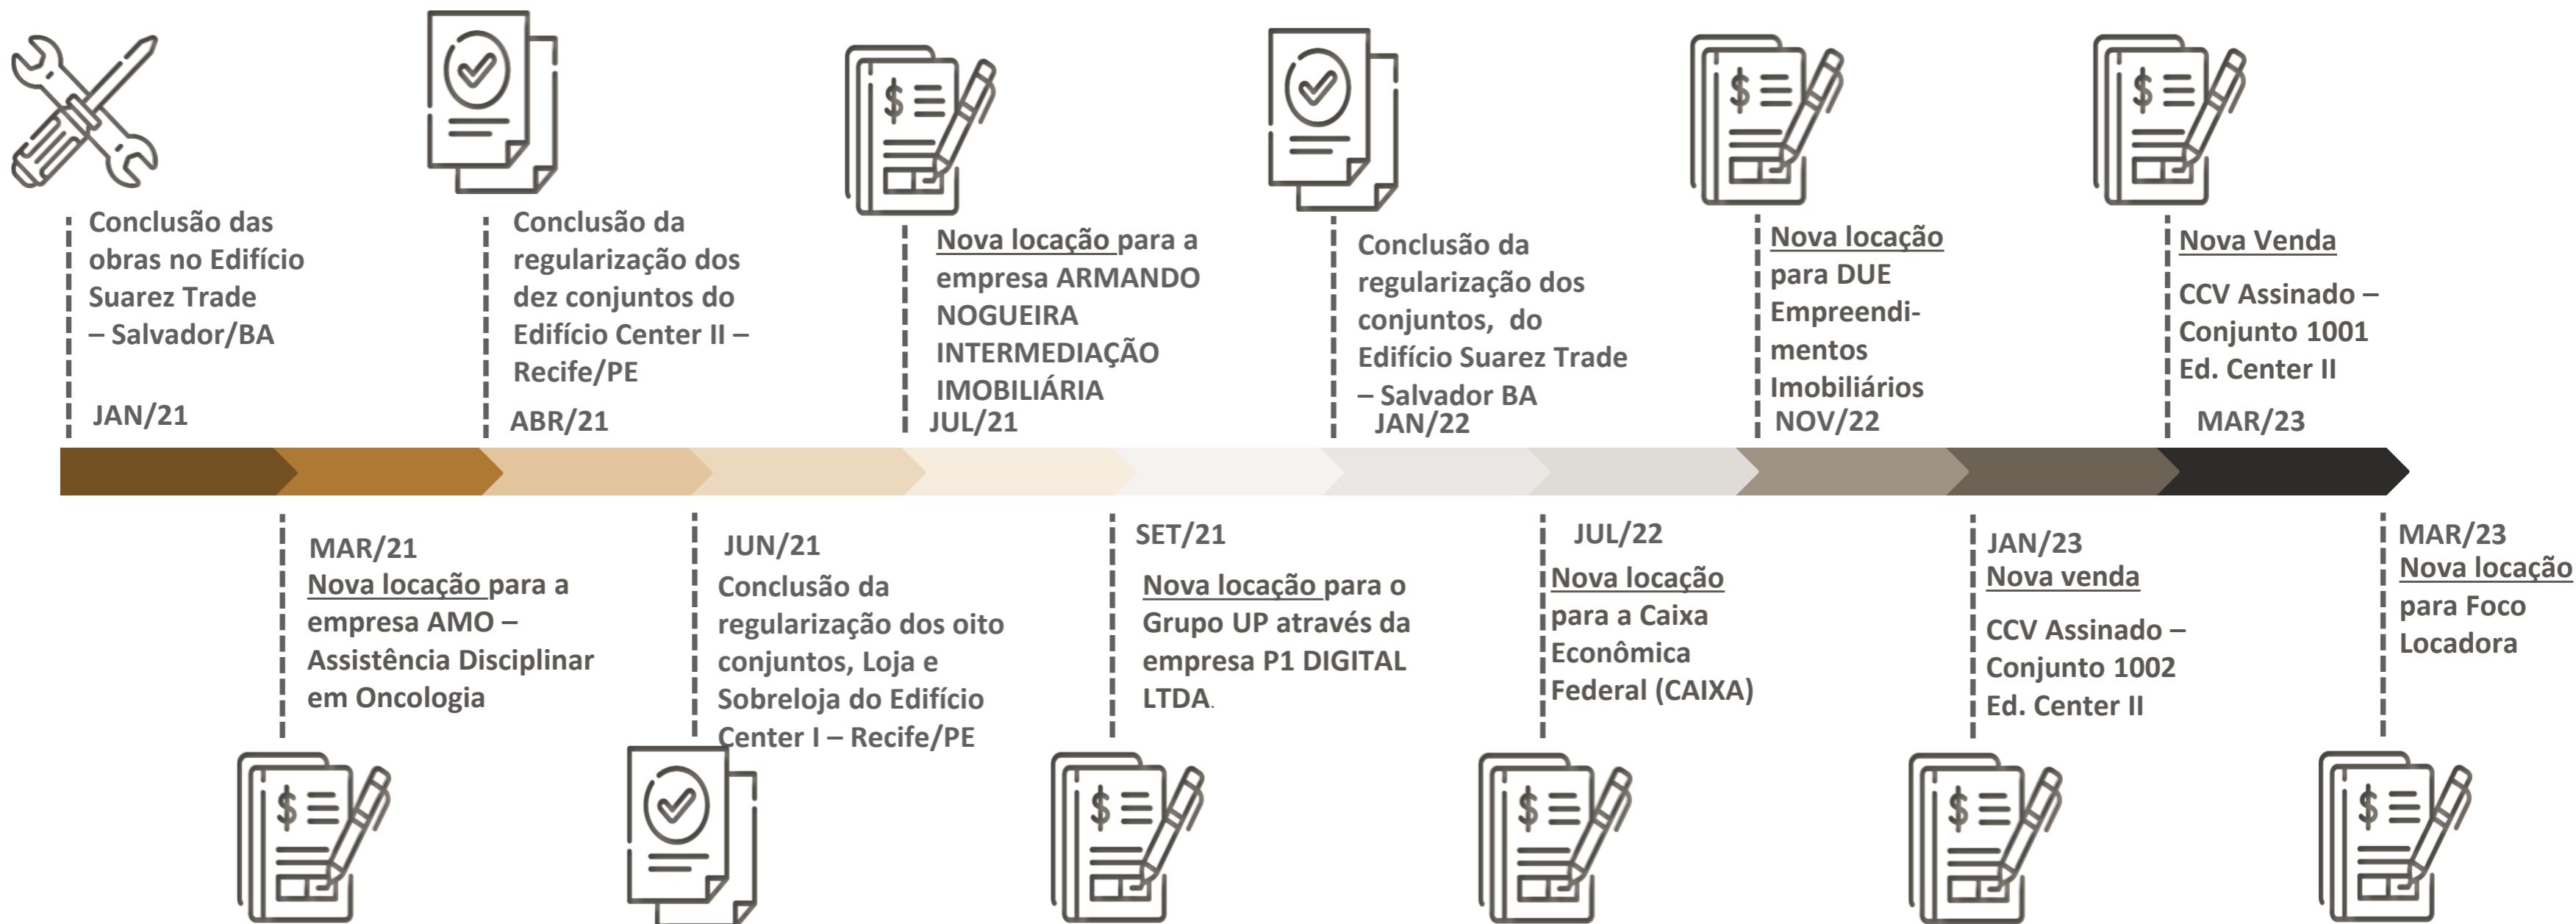 Conclusão das
obras no Edifício
Suarez Trade
– Salvador/BA
JAN/21
Conclusão da
regularização dos
dez conjuntos do
Edifício Center II –
Recife/PE
ABR/21
Nova locação para a
empresa ARMANDO
NOGUEIRA
INTERMEDIAÇÃO
IMOBILIÁRIA
JUL/21
Conclusão da
regularização dos
conjuntos, do
Edifício Suarez Trade
– Salvador BA
JAN/22
Nova locação
para DUE
Empreendi-
mentos
Imobiliários
NOV/22
Nova Venda
CCV Assinado –
Conjunto 1001
Ed. Center II
MAR/23
MAR/21
Nova locação para a
empresa AMO –
Assistência Disciplinar
em Oncologia
JUN/21
Conclusão da
regularização dos oito
conjuntos, Loja e
Sobreloja do Edifício
Center I – Recife/PE
SET/21
Nova locação para o
Grupo UP através da
empresa P1 DIGITAL
LTDA.
JUL/22
Nova locação
para a Caixa
Econômica
Federal (CAIXA)
JAN/23
Nova venda
CCV Assinado –
Conjunto 1002
Ed. Center II
MAR/23
Nova locação
para Foco
Locadora